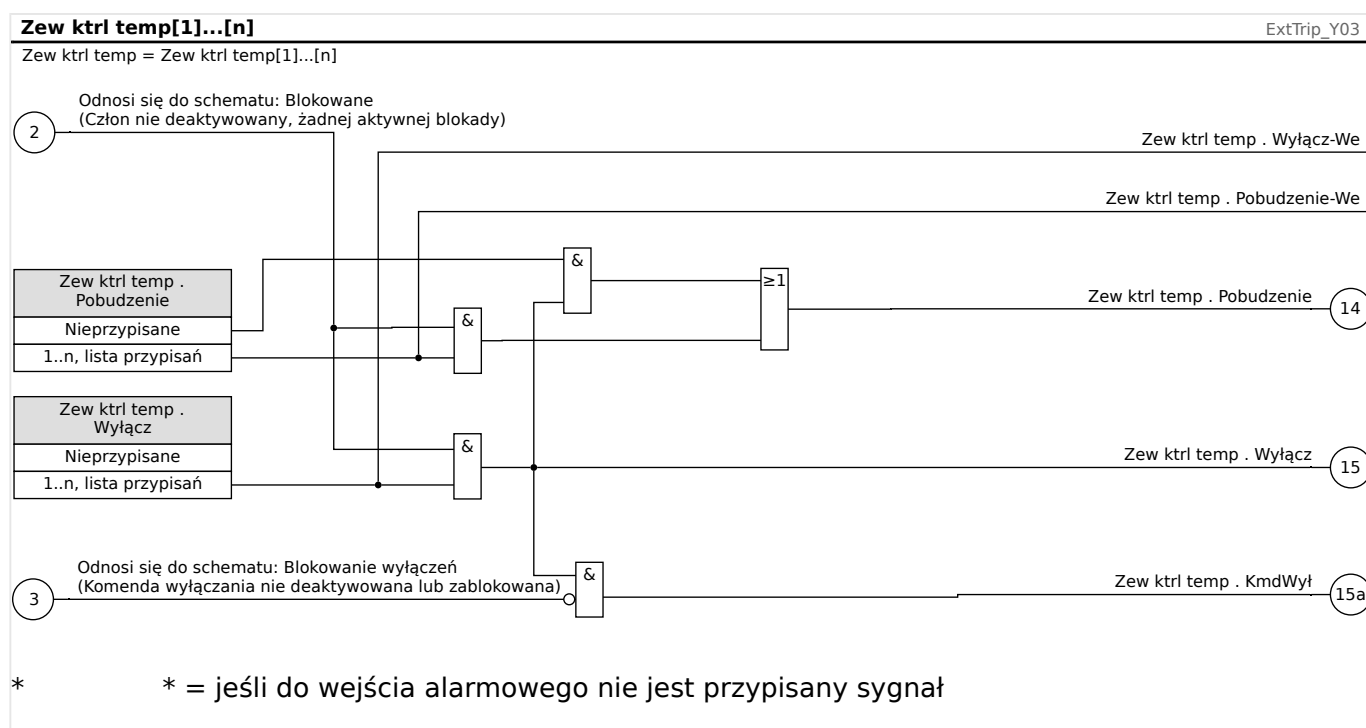 Zew ktrl temp[1]...[n]
ExtTrip_Y03
Zew ktrl temp = Zew ktrl temp[1]...[n]
Odnosi się do schematu: Blokowane
(Człon nie deaktywowany, żadnej aktywnej blokady)
2
Zew ktrl temp . Wyłącz-We
Zew ktrl temp . Pobudzenie-We
&
Zew ktrl temp .
Pobudzenie
≥1
Zew ktrl temp . Pobudzenie
14
Nieprzypisane
&
1..n, lista przypisań
Zew ktrl temp .
Wyłącz
&
Nieprzypisane
Zew ktrl temp . Wyłącz
15
1..n, lista przypisań
Odnosi się do schematu: Blokowanie wyłączeń
(Komenda wyłączania nie deaktywowana lub zablokowana)
3
&
Zew ktrl temp . KmdWył
15a
* * = jeśli do wejścia alarmowego nie jest przypisany sygnał